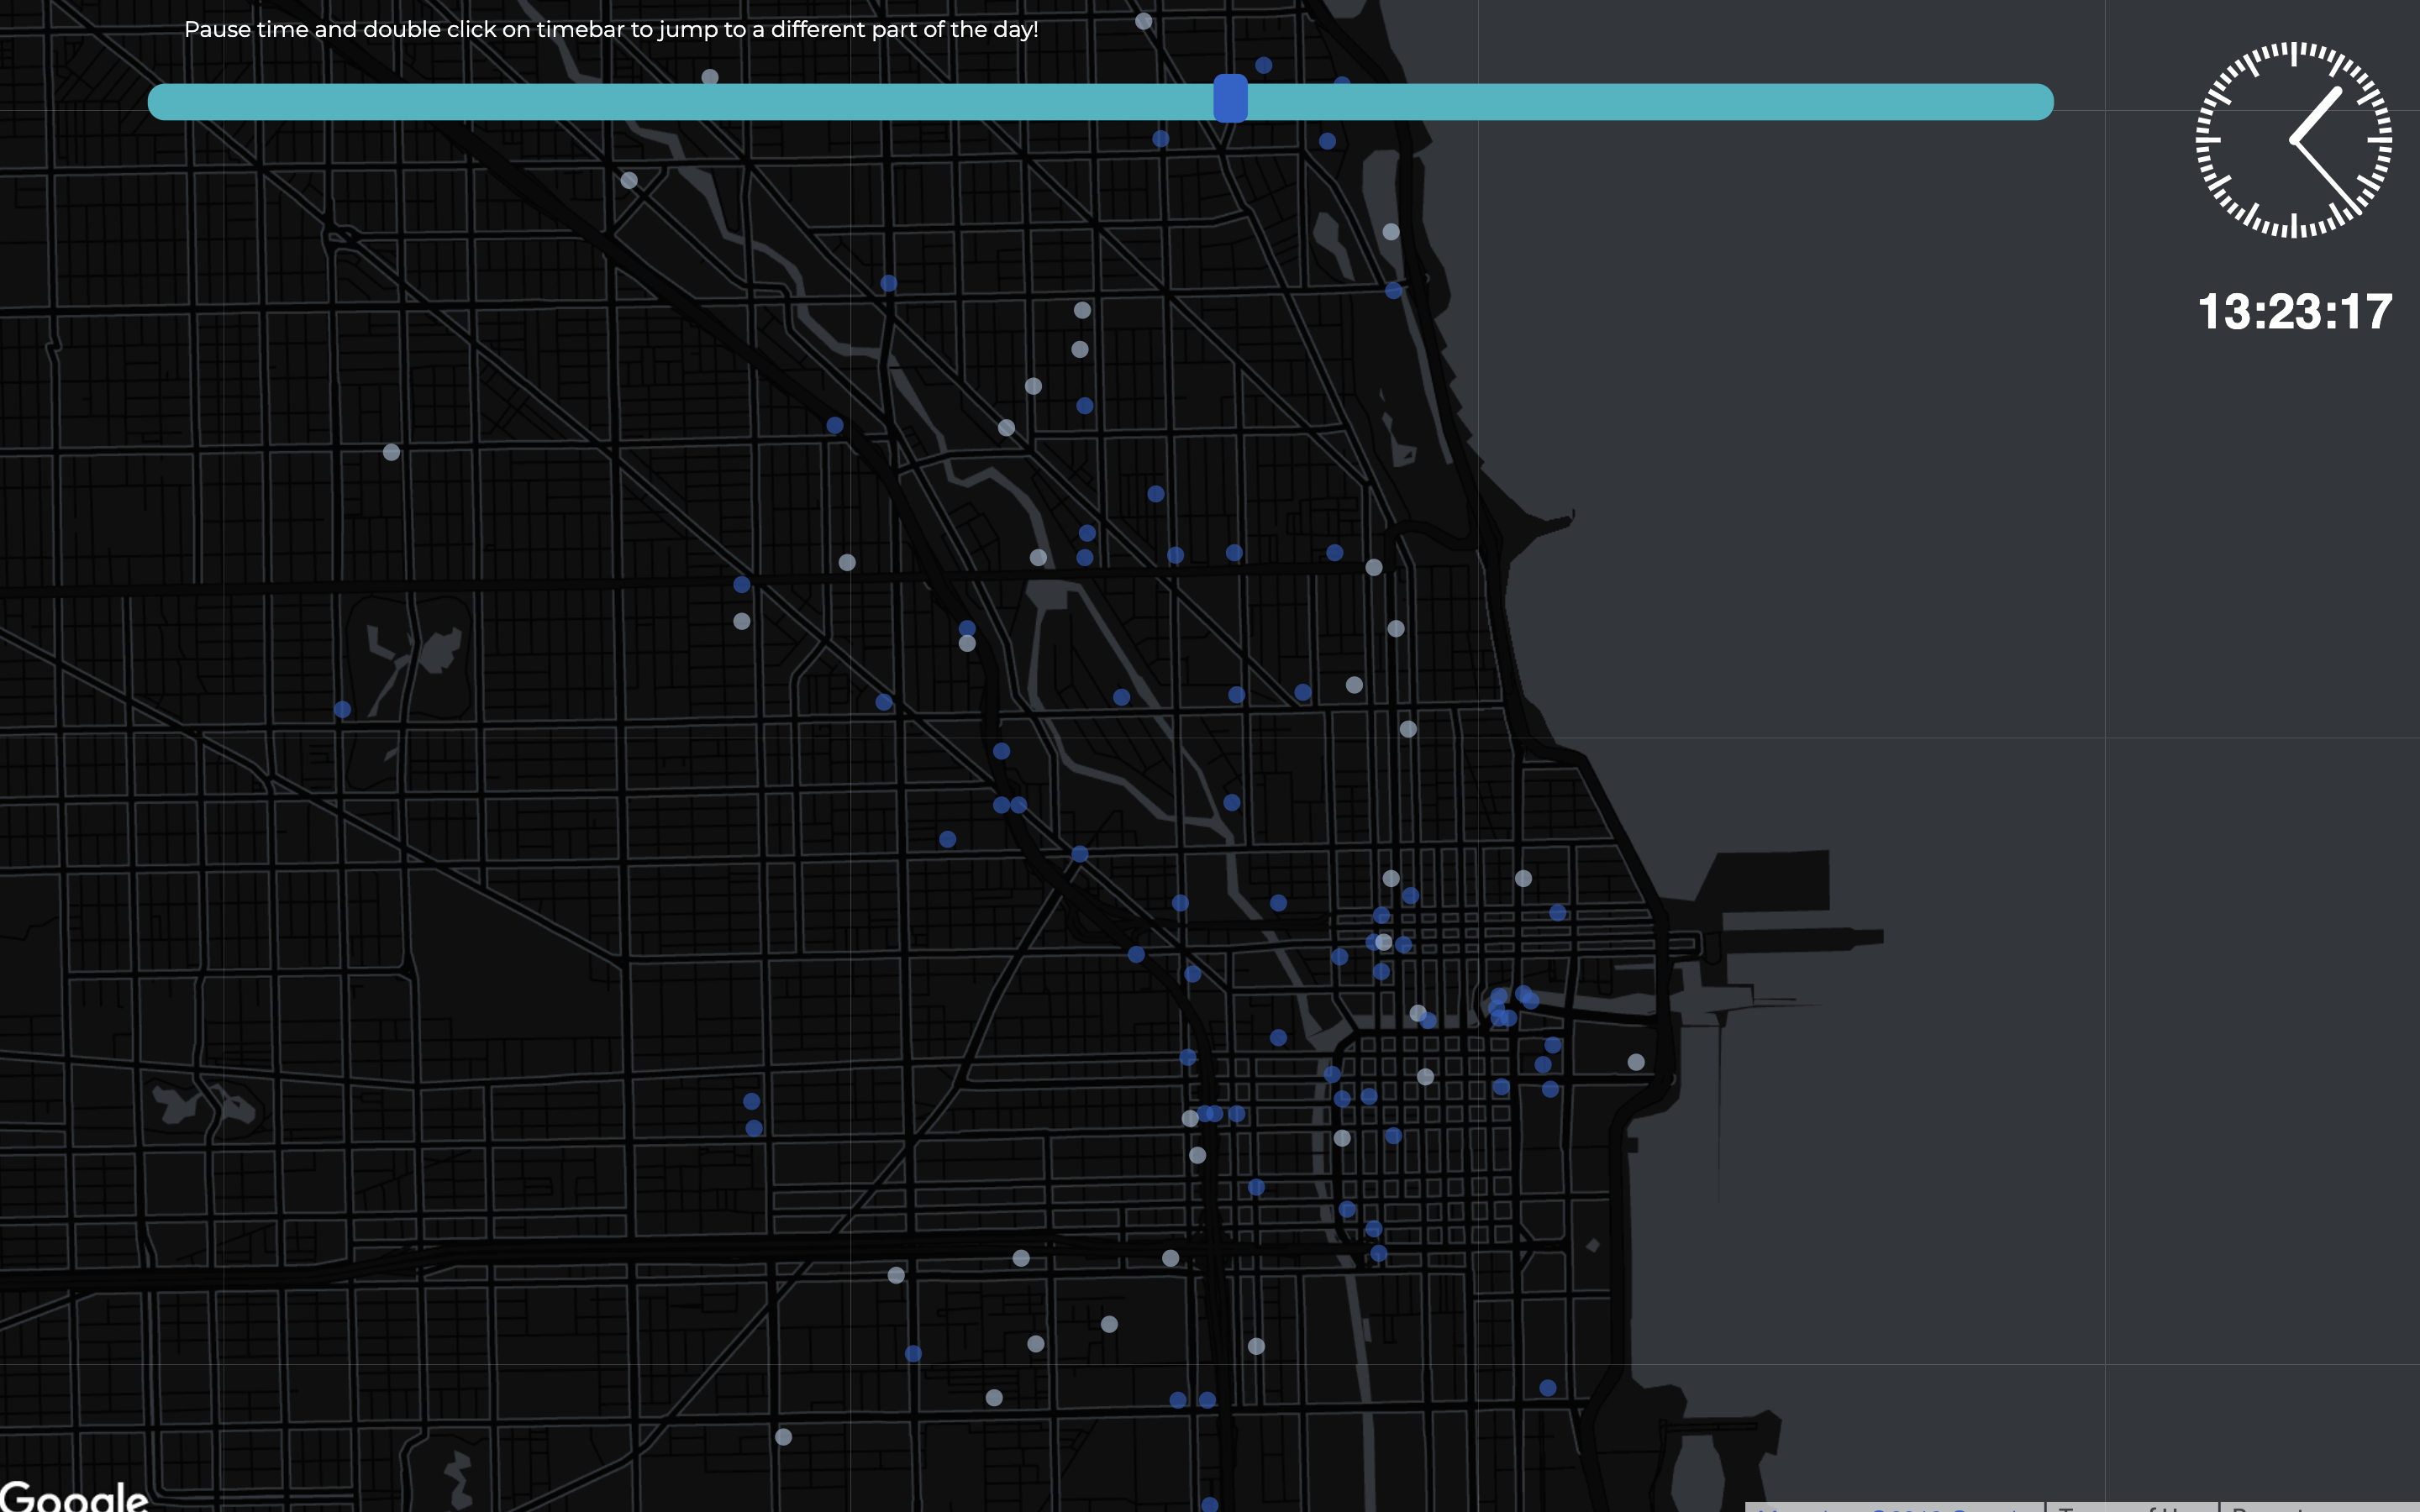 Pause time and double click on timebar to jump to a different part of the day!
13:23:17
Google